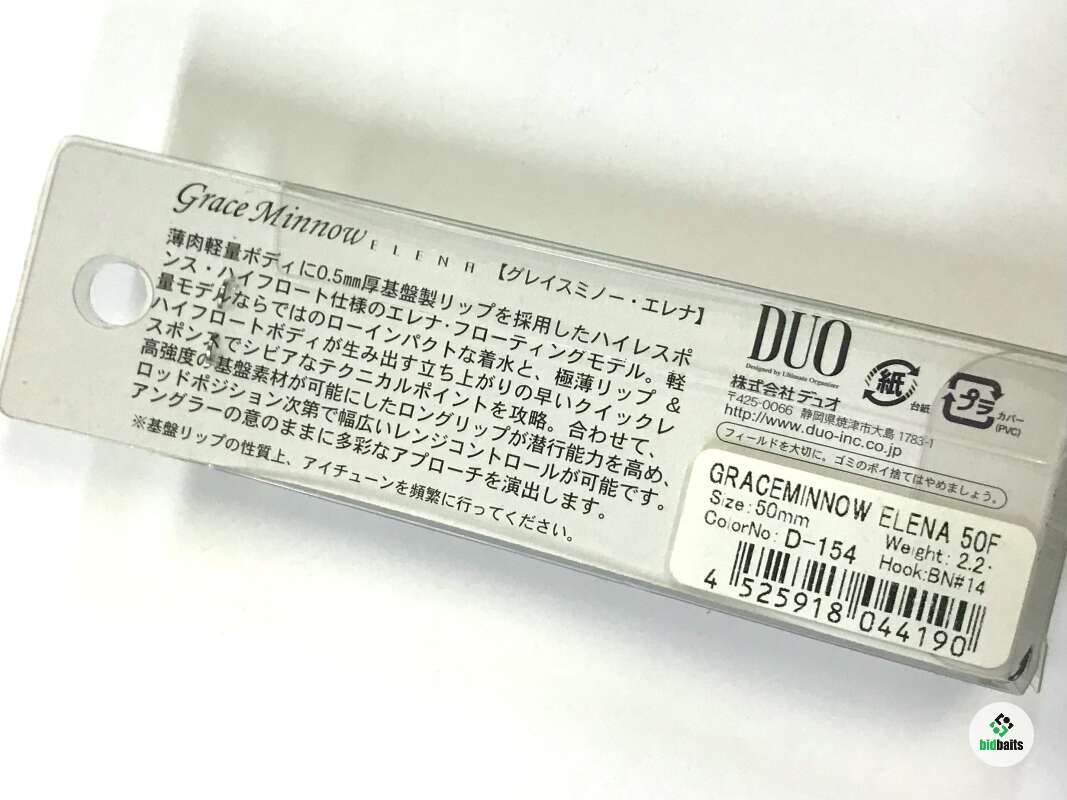 Grace Minnow ELENA 【グレイスミノー・エレナ】
薄肉軽量ボディに0.5mm厚基盤製リップを採用したハイレスポ
ンス・ハイフロート仕様のエレナ・フローティングモデル。軽
量モデルならではのローインパクトな着水と、極薄リップ &
ハイフロートボディが生み出す立ち上がりの早いクイックレ
スポンスでシビアなテクニカルポイントを攻略。合わせて、
高強度の基盤素材が可能にしたロングリップが潜行能力を高め、
ロッドポジション次第で幅広いレンジコントロールが可能です。
アングラーの意のままに多彩なアプローチを演出します。
※基盤リップの性質上、アイチューンを頻繁に行ってください。
DUO
Designed by Ultimate Organizer
株式会社デュオ
〒425-0066 静岡県焼津市大島 1783-1
http://www.duo-inc.co.jp
フィールドを大切に。ゴミのポイ捨てはやめましょう。
紙
台紙
プラ
カバー
(PVC)
GRACEMINNOW ELENA 50F
Size: 50mm Weight: 2.2
ColorNo: D-154 Hook:BN#14
4 525918 044190
bidbaits